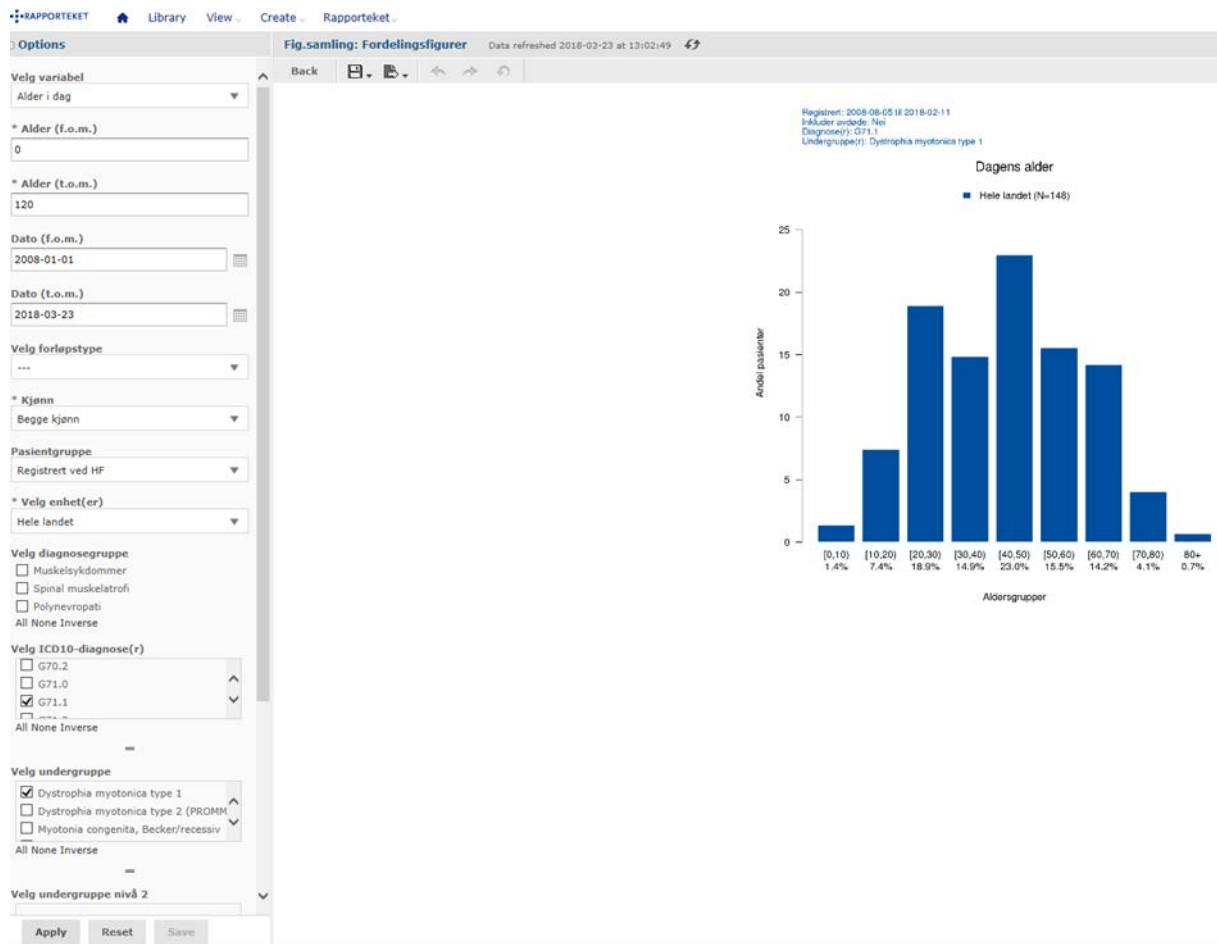 RAPPORTEKET Library View Create Rapporteket
Options
Fig.samling: Fordelingsfigurer Data refreshed 2018-03-23 at 13:02:49
Back
Velg variabel
Alder i dag
* Alder (f.o.m.)
0
* Alder (t.o.m.)
120
Dato (f.o.m.)
2008-01-01
Dato (t.o.m.)
2018-03-23
Velg forløpstype
---
* Kjønn
Begge kjønn
Pasientgruppe
Registrert ved HF
* Velg enhet(er)
Hele landet
Velg diagnosegruppe
Muskelsykdommer
Spinal muskelatrofi
Polynevropati
All None Inverse
Velg ICD10-diagnose(r)
G70.2
G71.0
G71.1
All None Inverse
Velg undergruppe
Dystrophia myotonica type 1
Dystrophia myotonica type 2 (PROMM
Myotonia congenita, Becker/recessiv
All None Inverse
Velg undergruppe nivå 2
Apply Reset Save
Registrert: 2008-08-05 til 2018-02-11
Inkluder avdøde: Nei
Diagnose(r): G71.1
Undergruppe(r): Dystrophia myotonica type 1
Dagens alder
Hele landet (N=148)
Andel pasienter
25
20
15
10
5
0
[0,10) [10,20) [20,30) [30,40) [40,50) [50,60) [60,70) [70,80) 80+
1.4% 7.4% 18.9% 14.9% 23.0% 15.5% 14.2% 4.1% 0.7%
Aldersgrupper